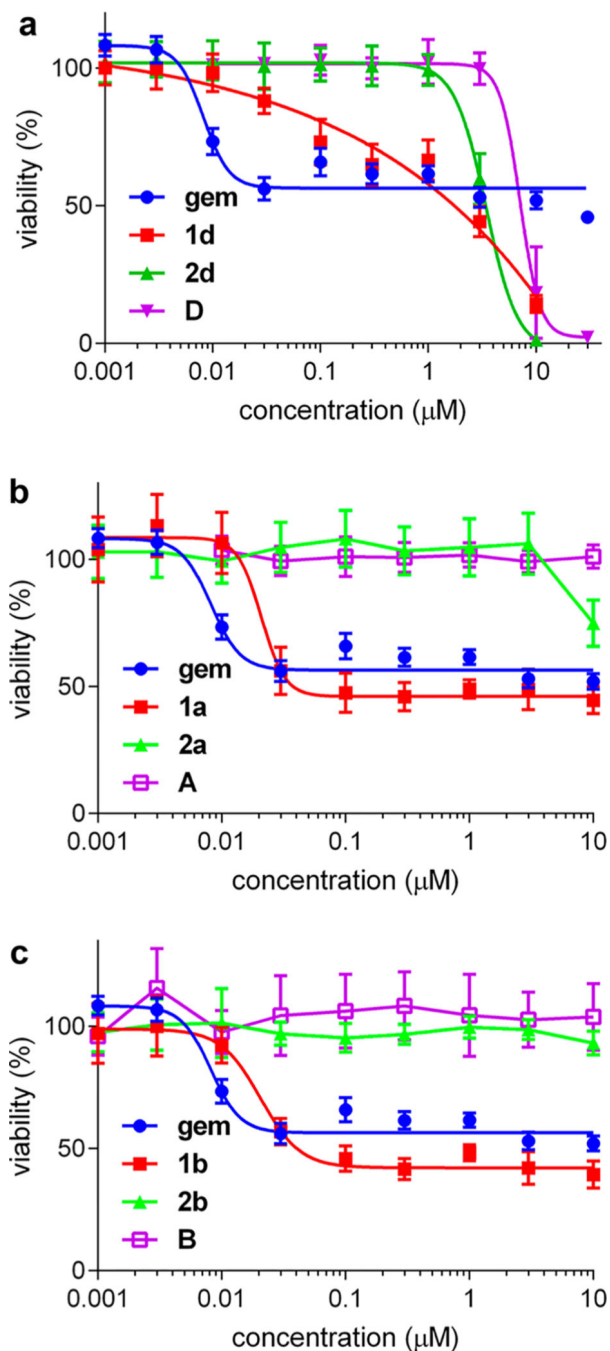 a
viability (%)
100
50
0
gem
1d
2d
D
0.001 0.01 0.1 1 10
concentration (μM)
b
viability (%)
100
50
0
gem
1a
2a
A
0.001 0.01 0.1 1 10
concentration (μM)
c
viability (%)
100
50
0
gem
1b
2b
B
0.001 0.01 0.1 1 10
concentration (μM)